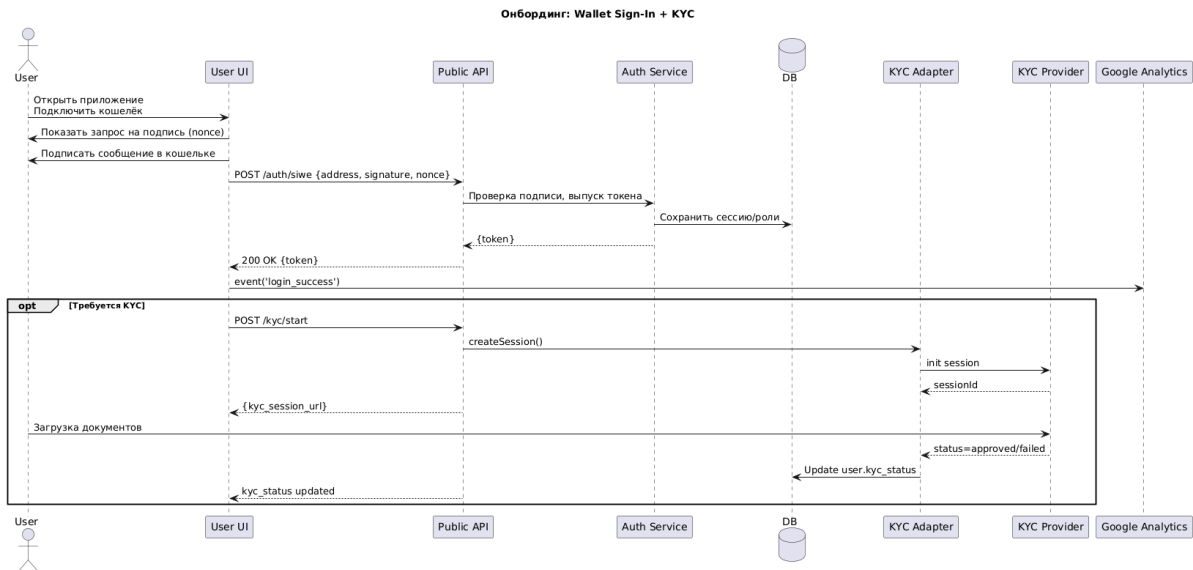 Онбординг: Wallet Sign-In + KYC
User
User UI
Public API
Auth Service
DB
KYC Adapter
KYC Provider
Google Analytics
Открыть приложение
Подключить кошелёк
Показать запрос на подпись (nonce)
Подписать сообщение в кошельке
POST /auth/siwe {address, signature, nonce}
Проверка подписи, выпуск токена
Сохранить сессию/роли
{token}
200 OK {token}
event('login_success')
opt
[Требуется KYC]
POST /kyc/start
createSession()
init session
sessionId
{kyc_session_url}
Загрузка документов
status=approved/failed
Update user.kyc_status
kyc_status updated
User
User UI
Public API
Auth Service
DB
KYC Adapter
KYC Provider
Google Analytics